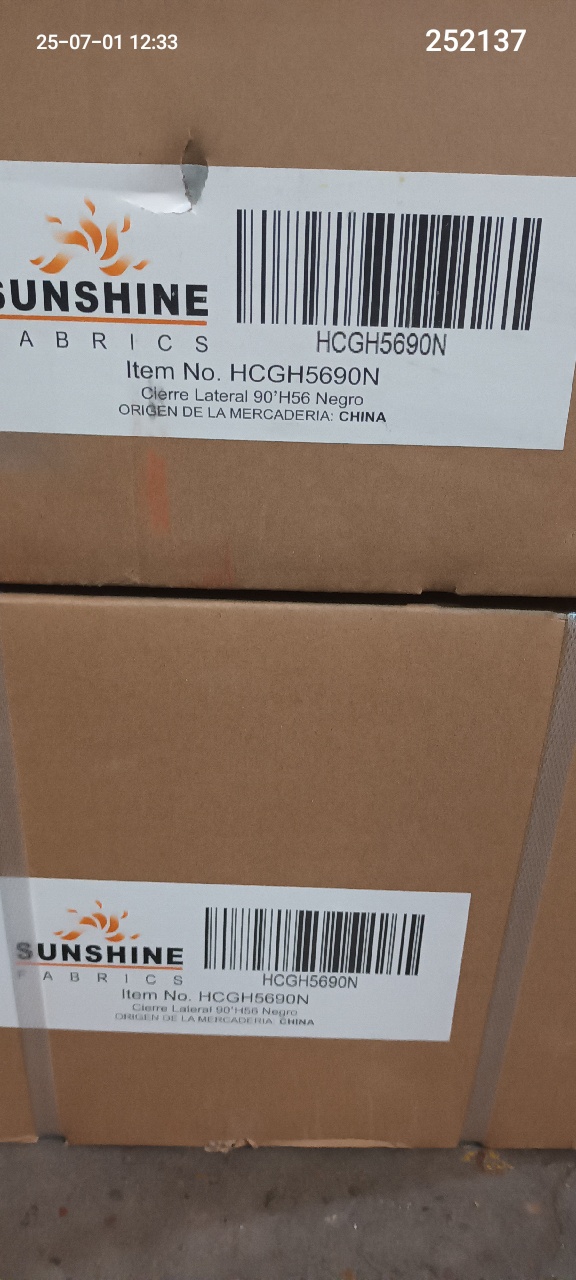 25-07-01 12:33
252137
SUNSHINE
FABRICS
HCGH5690N
Item No. HCGH5690N
Cierre Lateral 90'H56 Negro
ORIGEN DE LA MERCADERIA: CHINA
SUNSHINE
FABRICS
HCGH5690N
Item No. HCGH5690N
Cierre Lateral 90'H56 Negro
ORIGEN DE LA MERCADERIA: CHINA